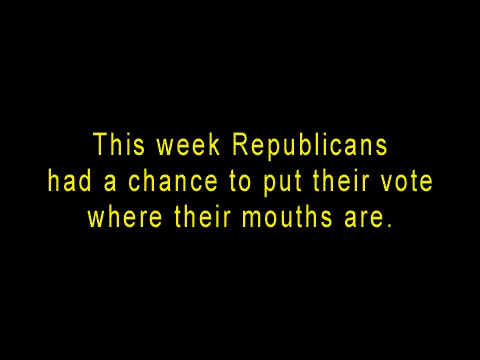 This week Republicans
had a chance to put their vote
where their mouths are.